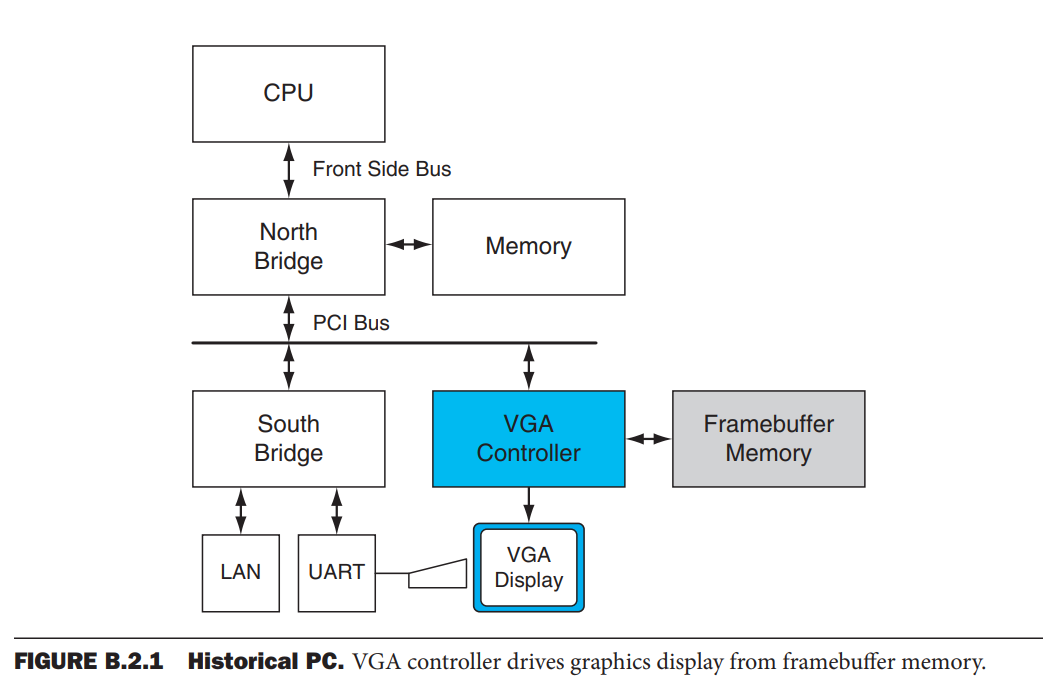 CPU
Front Side Bus
North
Bridge
Memory
PCI Bus
South
Bridge
VGA
Controller
Framebuffer
Memory
LAN
UART
VGA
Display
FIGURE B.2.1 Historical PC. VGA controller drives graphics display from framebuffer memory.